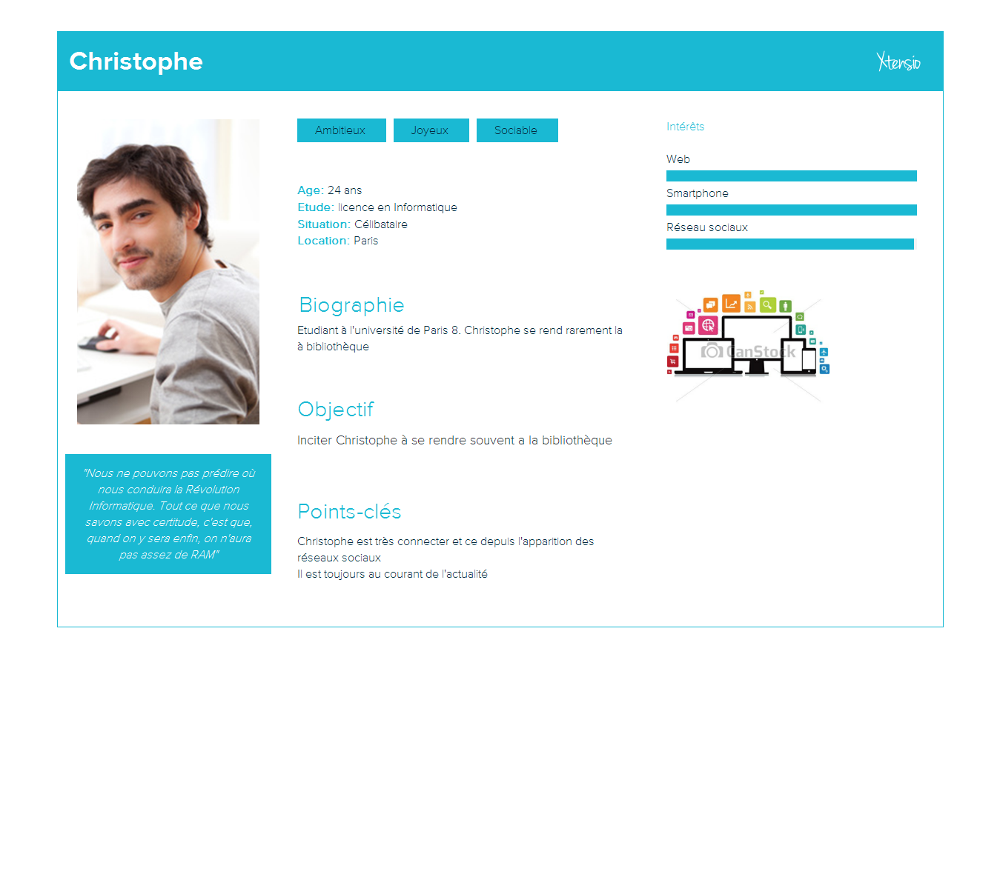 Christophe
Xtensio
Ambitieux
Joyeux
Sociable
Age: 24 ans
Etude: licence en Informatique
Situation: Célibataire
Location: Paris
Biographie
Etudiant à l'université de Paris 8. Christophe se rend rarement la
à bibliothèque
Objectif
Inciter Christophe à se rendre souvent a la bibliothèque
Points-clés
Christophe est très connecter et ce depuis l'apparition des
réseaux sociaux
Il est toujours au courant de l'actualité
"Nous ne pouvons pas prédire où
nous conduira la Révolution
Informatique. Tout ce que nous
savons avec certitude, c'est que,
quand on y sera enfin, on n'aura
pas assez de RAM"
Intérêts
Web
Smartphone
Réseau sociaux
CanStock